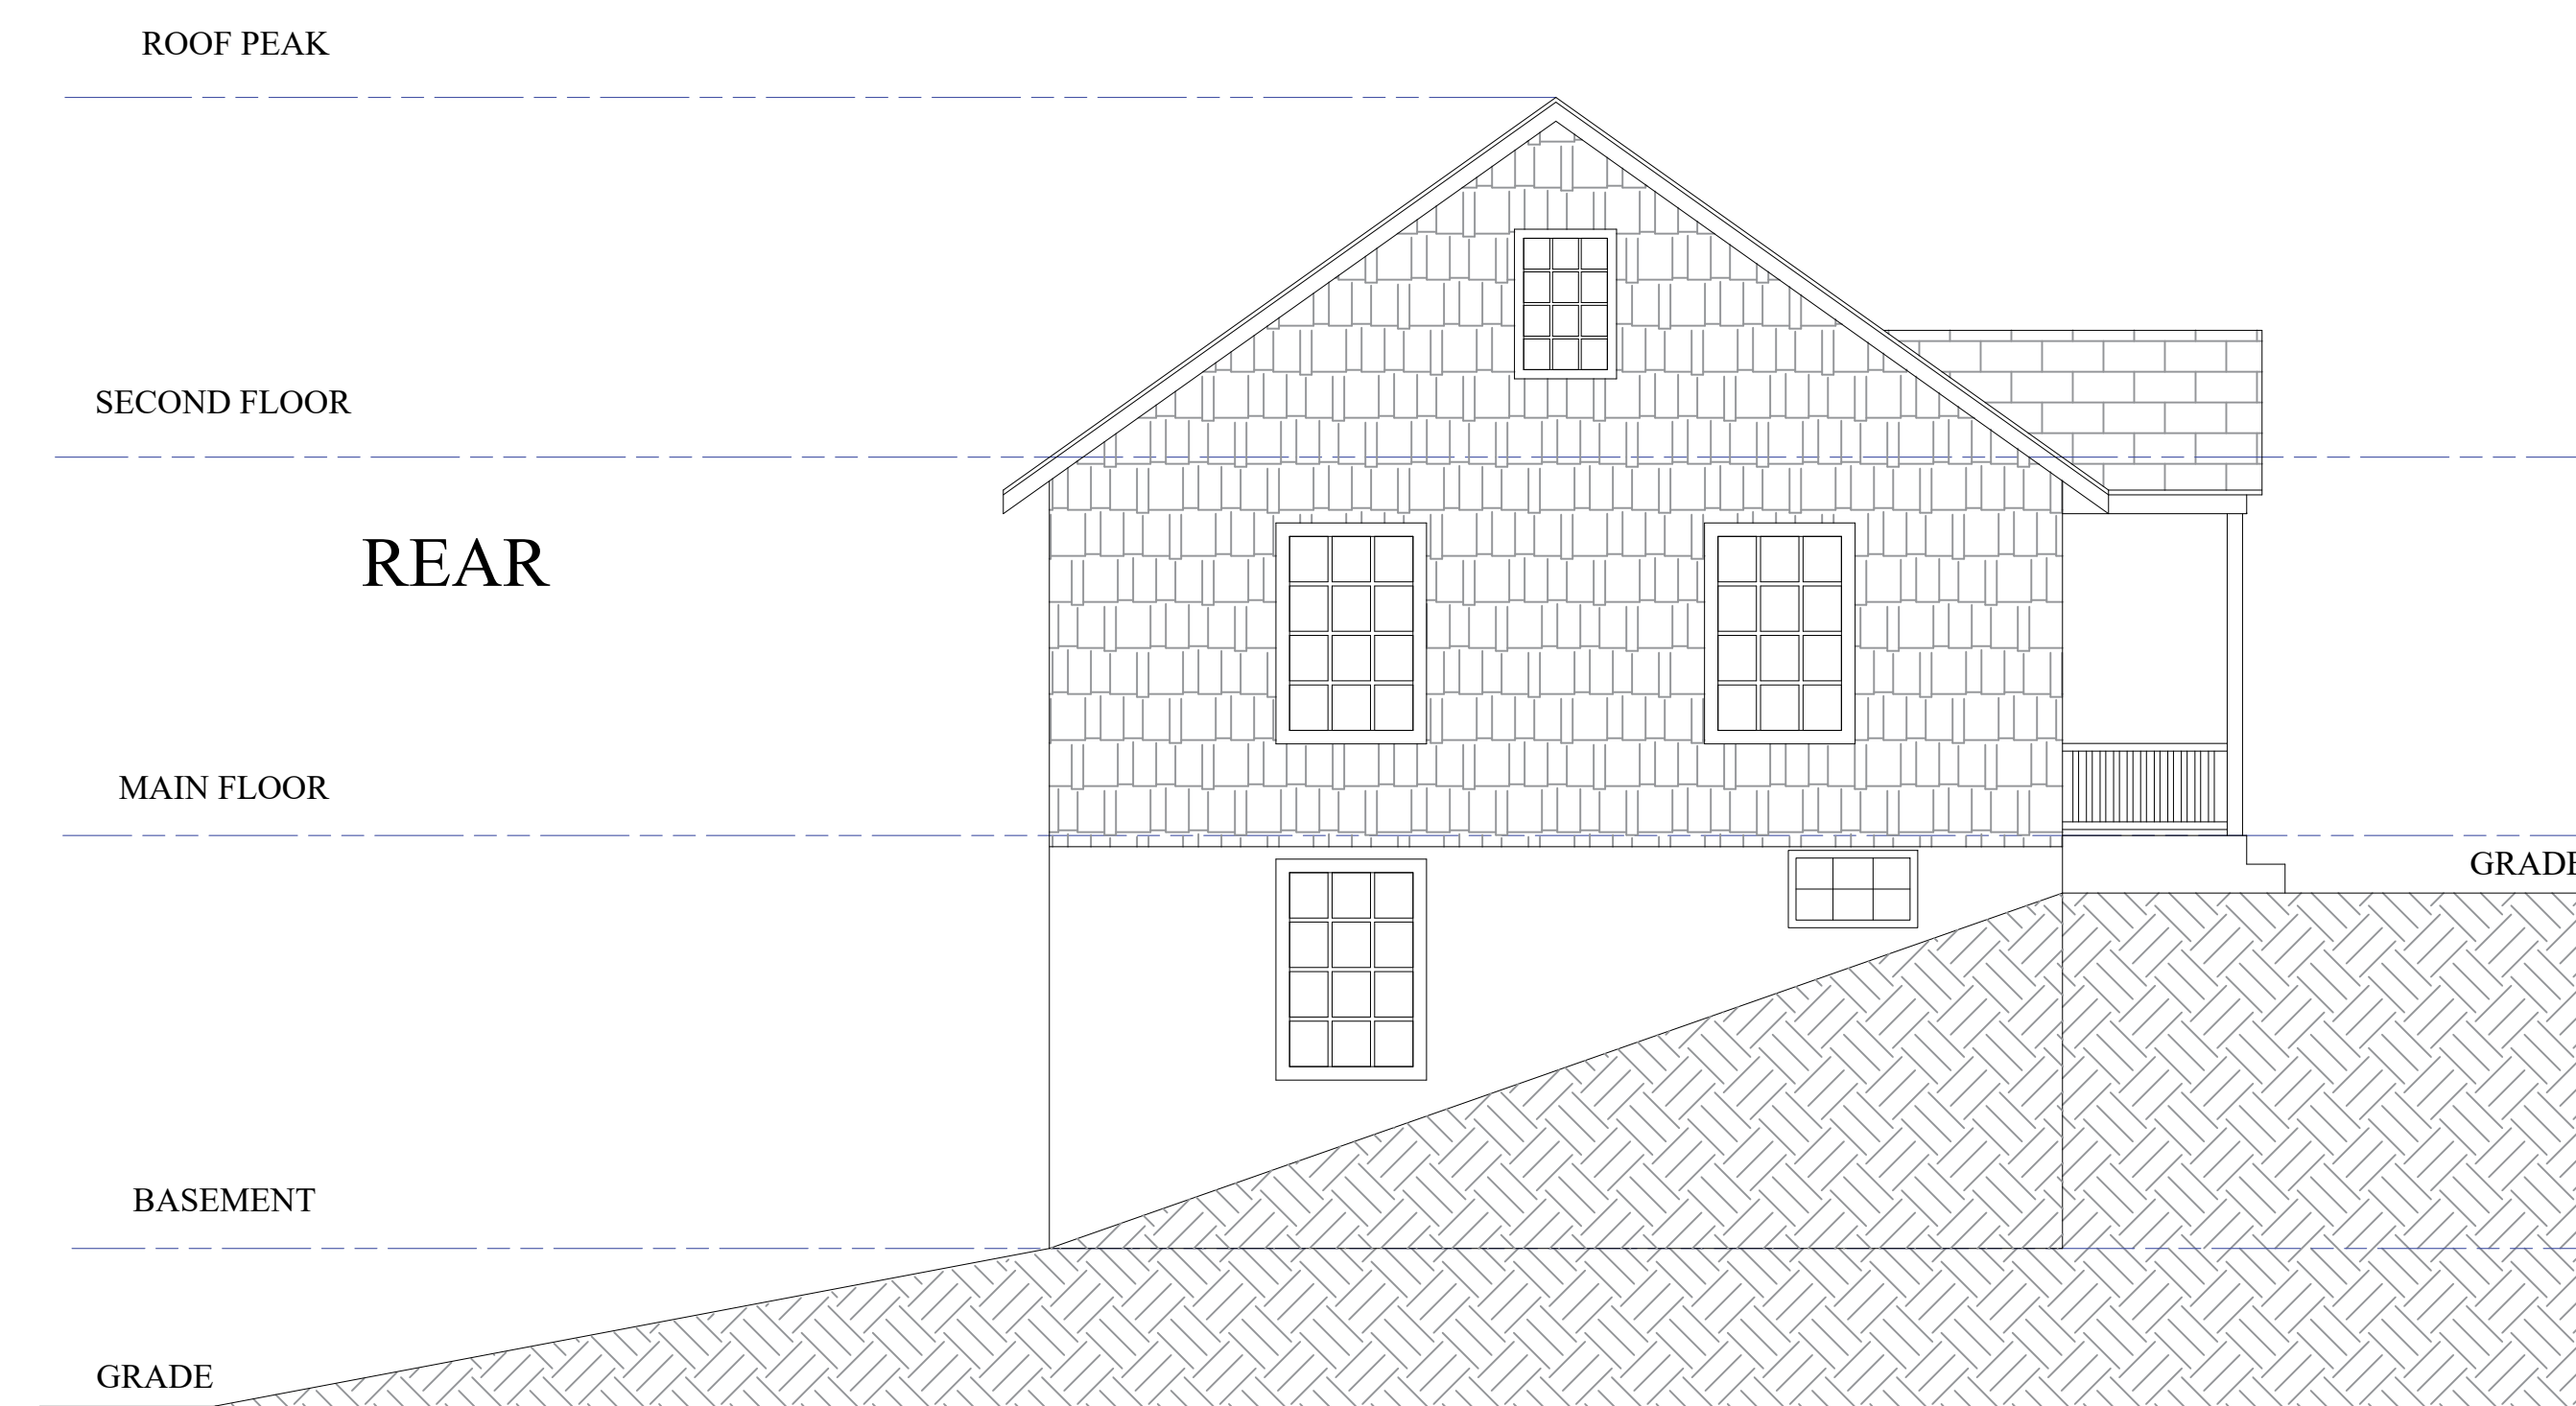 ROOF PEAK
SECOND FLOOR
REAR
MAIN FLOOR
GRADE
BASEMENT
GRADE